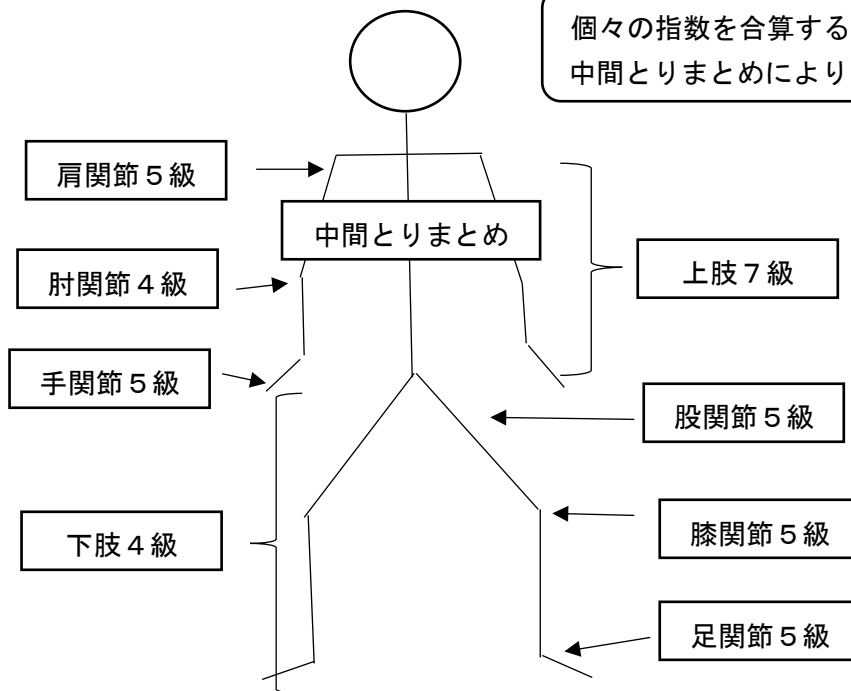 個々の指数を合算する
中間とりまとめにより
肩関節５級
中間とりまとめ
上肢７級
肘関節４級
手関節５級
股関節５級
下肢４級
膝関節５級
足関節５級